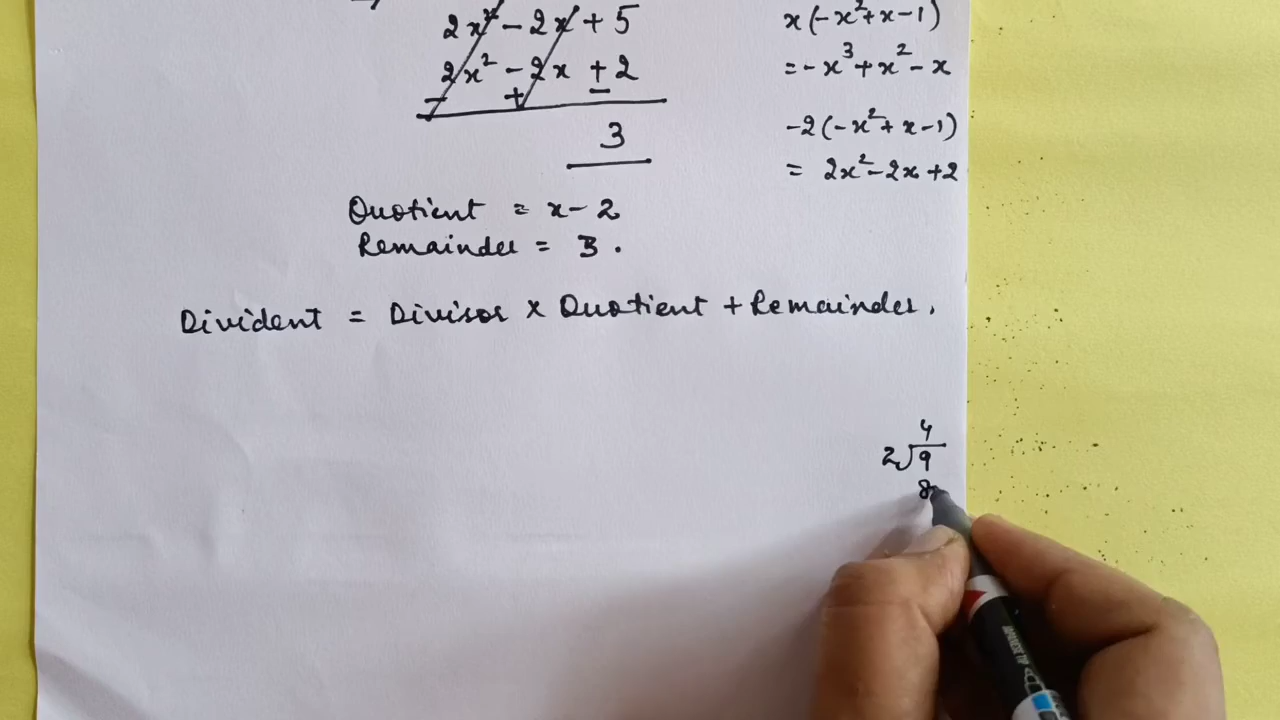 2x² - 2x + 5
2x² - 2x + 2
- + -
3
x(-x²+x-1)
= -x³+x²-x
-2(-x²+x-1)
= 2x²-2x+2
Quotient = x-2
Remainder = 3.
Divident = Divisor × Quotient + Remainder.
4
2)9
8